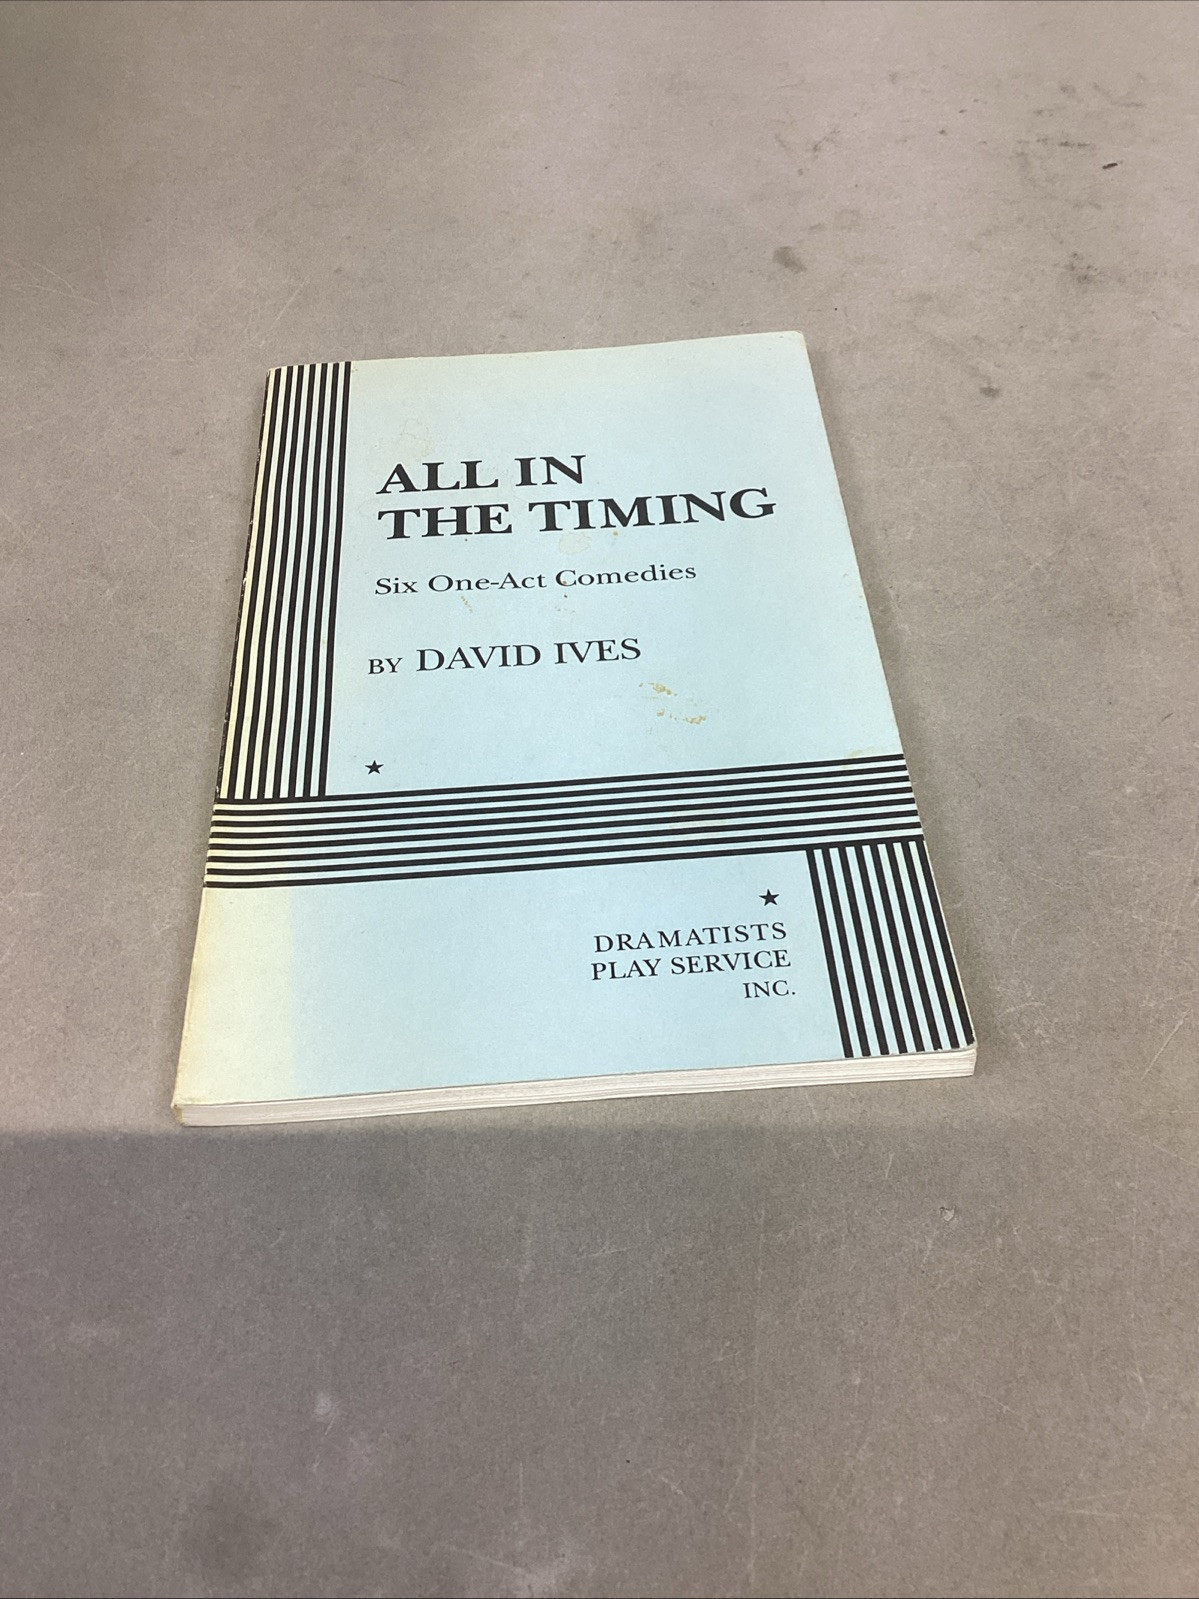 ALL IN
THE TIMING
Six One-Act Comedies
BY DAVID IVES
DRAMATISTS
PLAY SERVICE
INC.